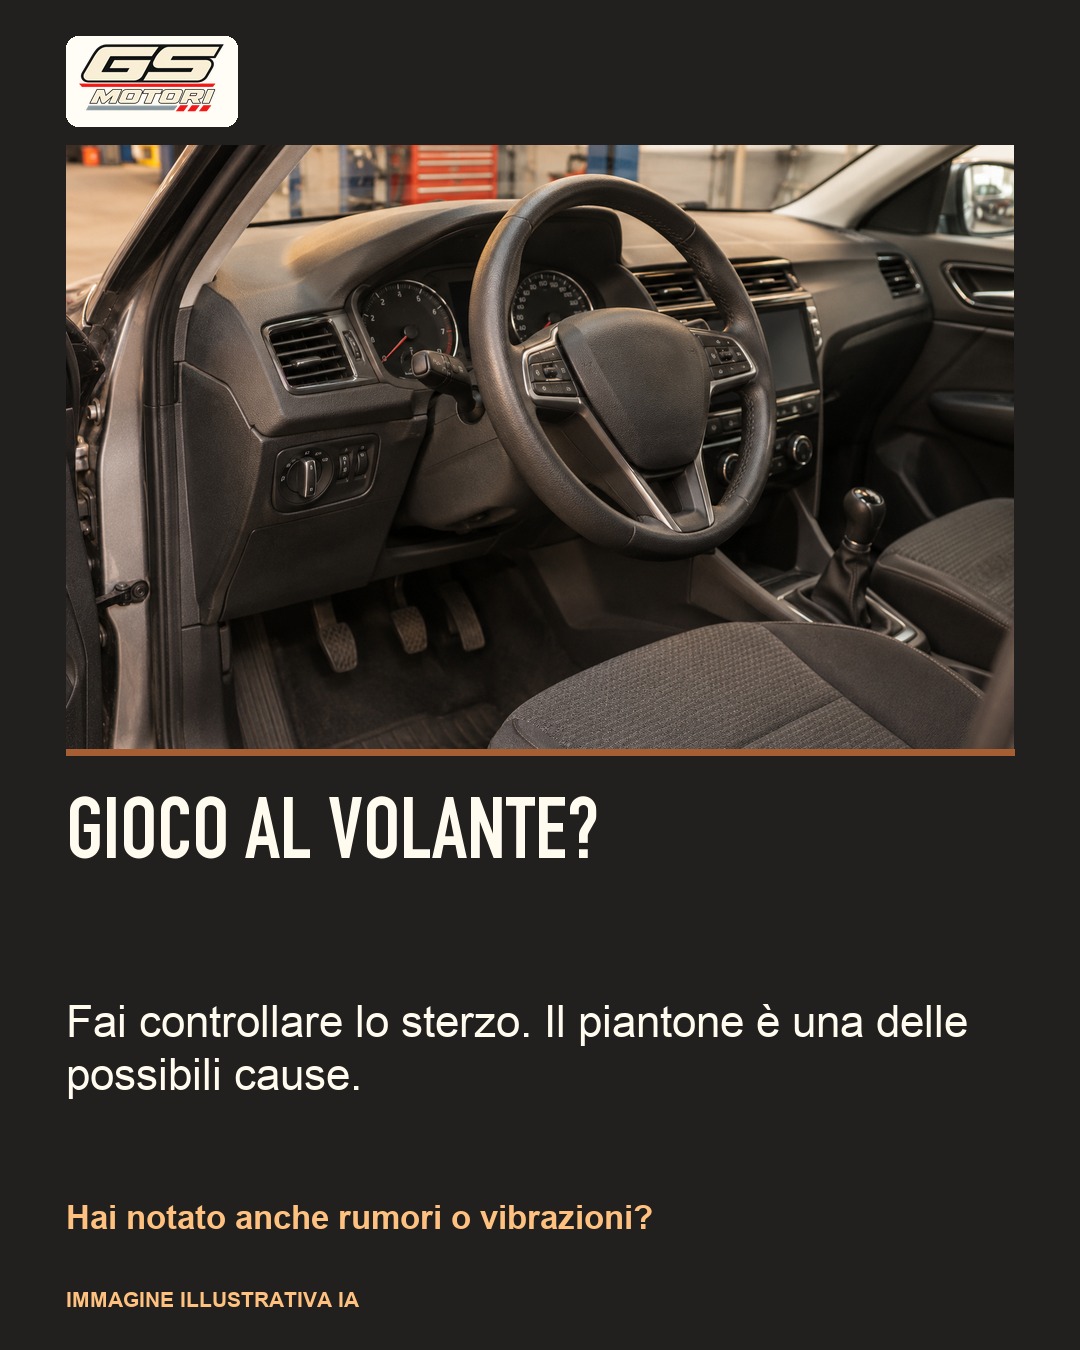 GS
MOTORI
GIOCO AL VOLANTE?
Fai controllare lo sterzo. Il piantone è una delle
possibili cause.
Hai notato anche rumori o vibrazioni?
IMMAGINE ILLUSTRATIVA IA